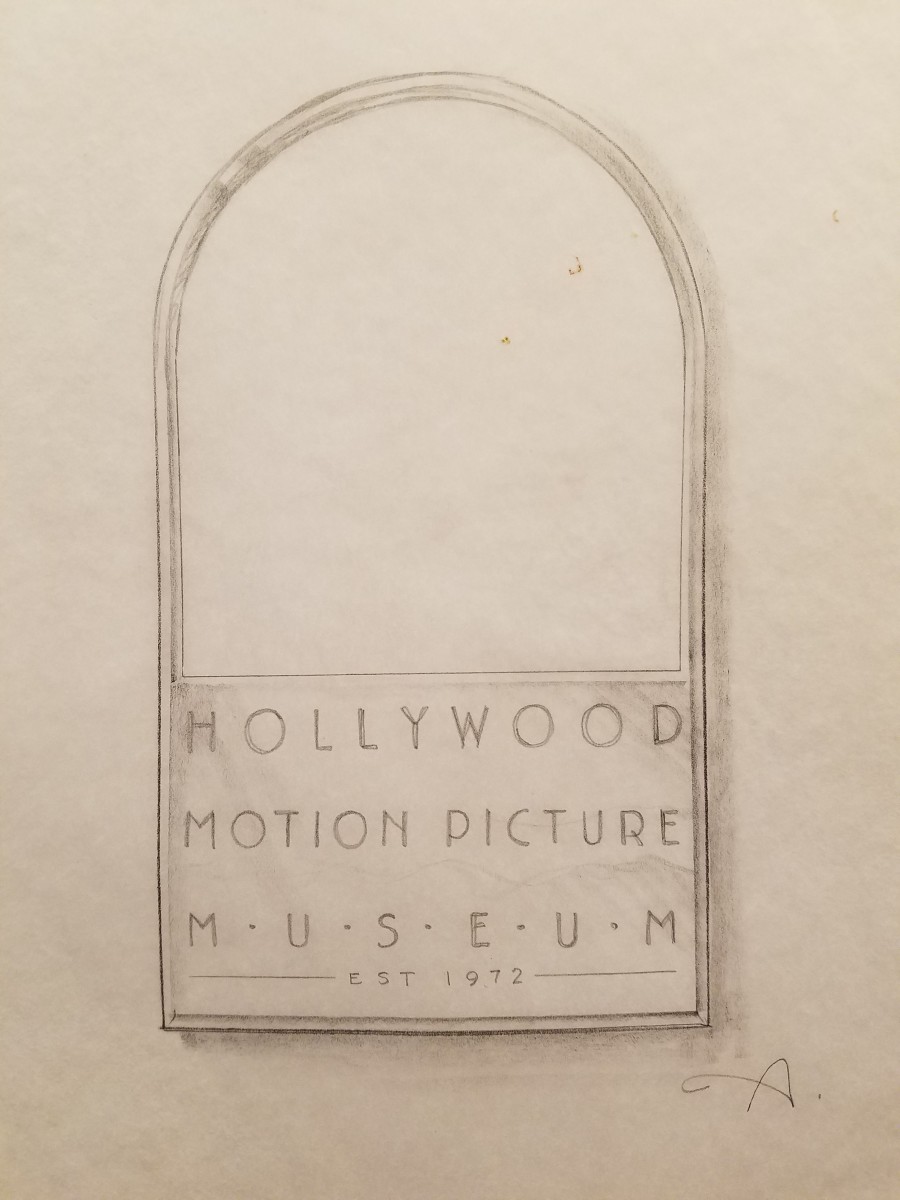 HOLLYWOOD
MOTION PICTURE
M·U·S·E·U·M
EST 1972
A.